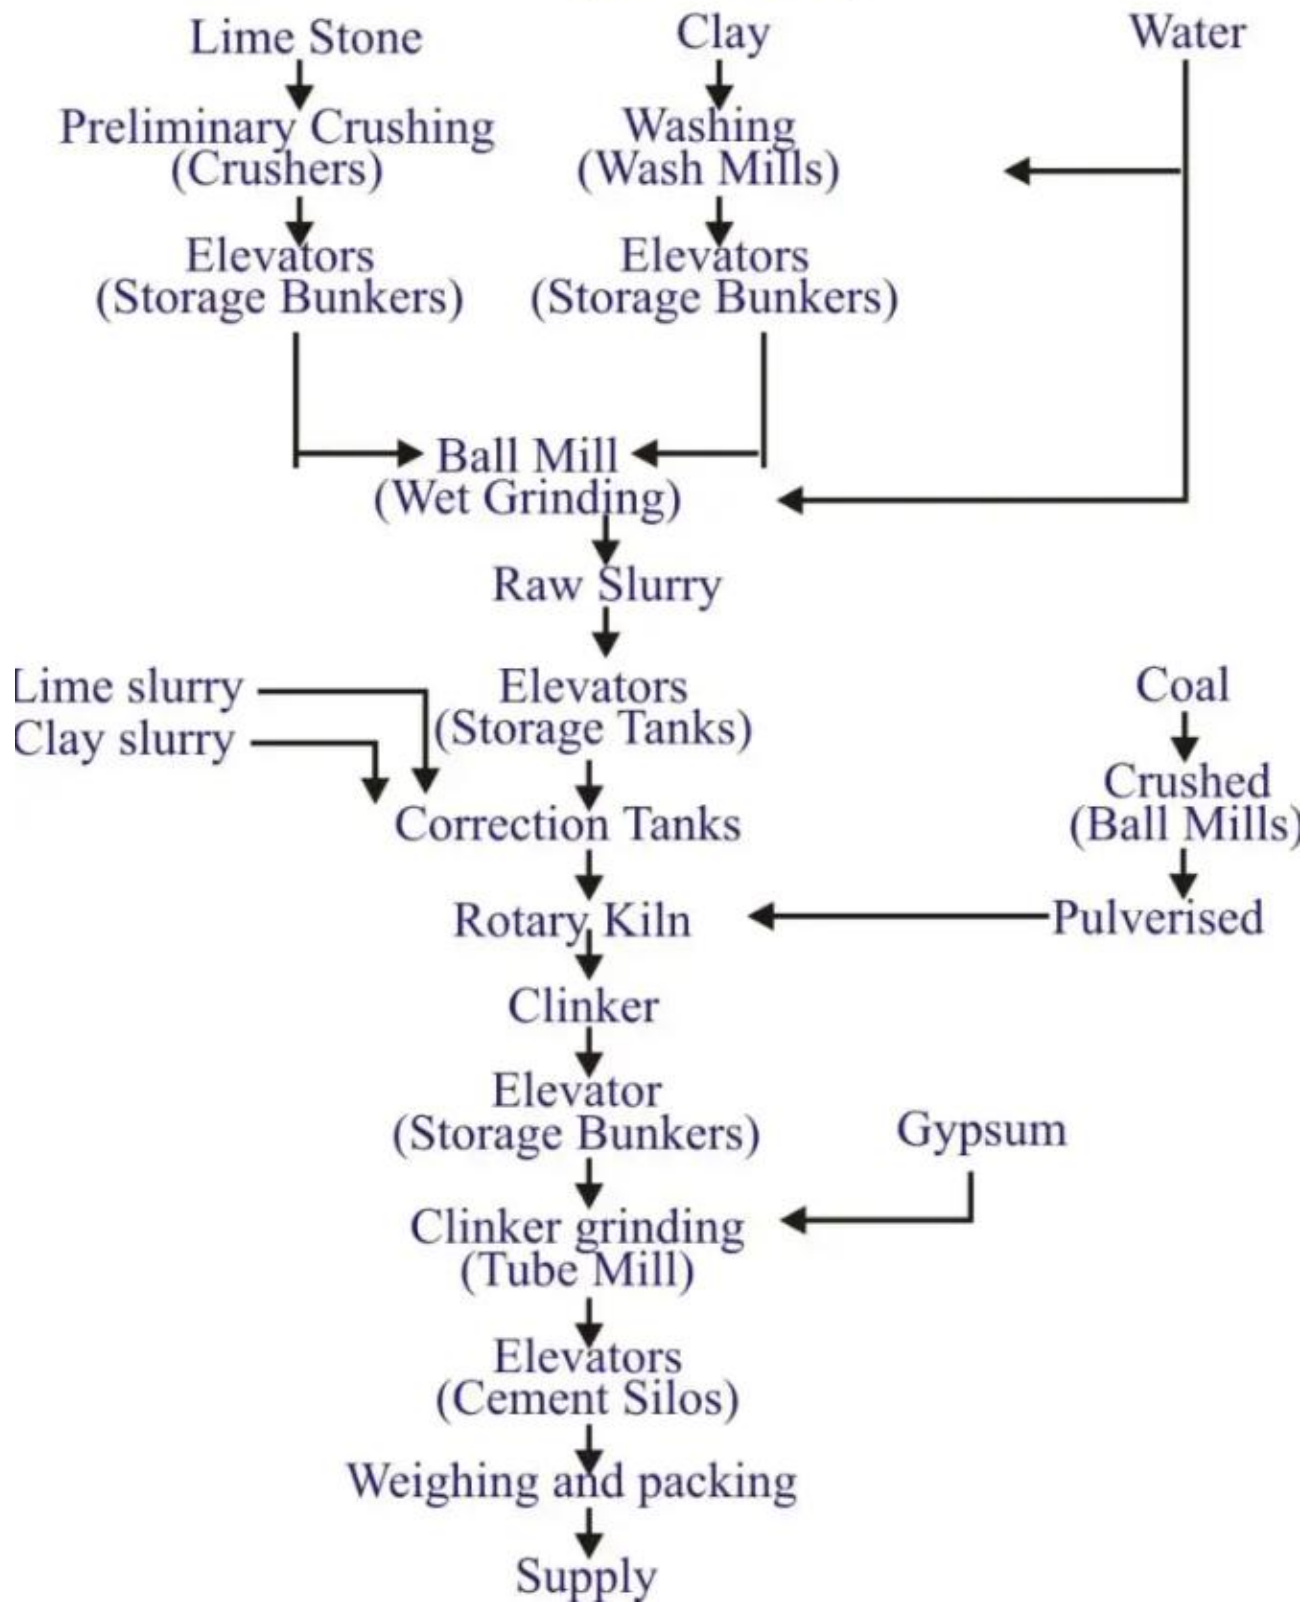 Lime Stone
Clay
Water
Preliminary Crushing
(Crushers)
Washing
(Wash Mills)
Elevators
(Storage Bunkers)
Elevators
(Storage Bunkers)
Ball Mill
(Wet Grinding)
Raw Slurry
Lime slurry
Clay slurry
Elevators
(Storage Tanks)
Coal
Crushed
(Ball Mills)
Correction Tanks
Rotary Kiln
Pulverised
Clinker
Elevator
(Storage Bunkers)
Gypsum
Clinker grinding
(Tube Mill)
Elevators
(Cement Silos)
Weighing and packing
Supply